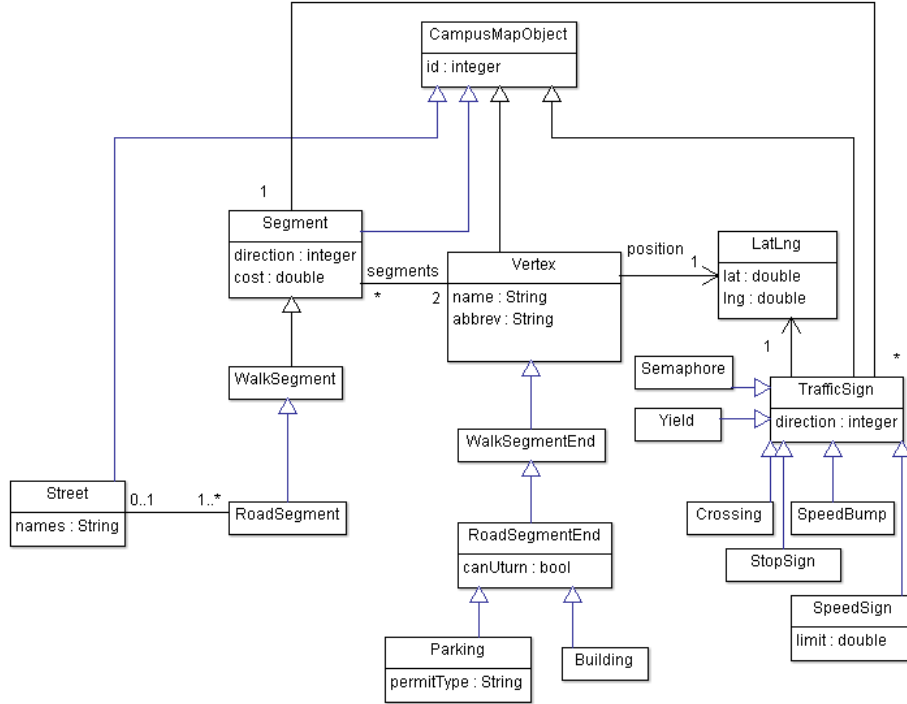 CampusMapObject
id : integer
1
Segment
direction : integer
cost : double
segments
*
2
Vertex
name : String
abbrev : String
position
1
LatLng
lat : double
lng : double
1
*
WalkSegment
Semaphore
Yield
TrafficSign
direction : integer
WalkSegmentEnd
Street
names : String
0..1
1..*
RoadSegment
Crossing
SpeedBump
StopSign
RoadSegmentEnd
canUturn : bool
SpeedSign
limit : double
Parking
permitType : String
Building